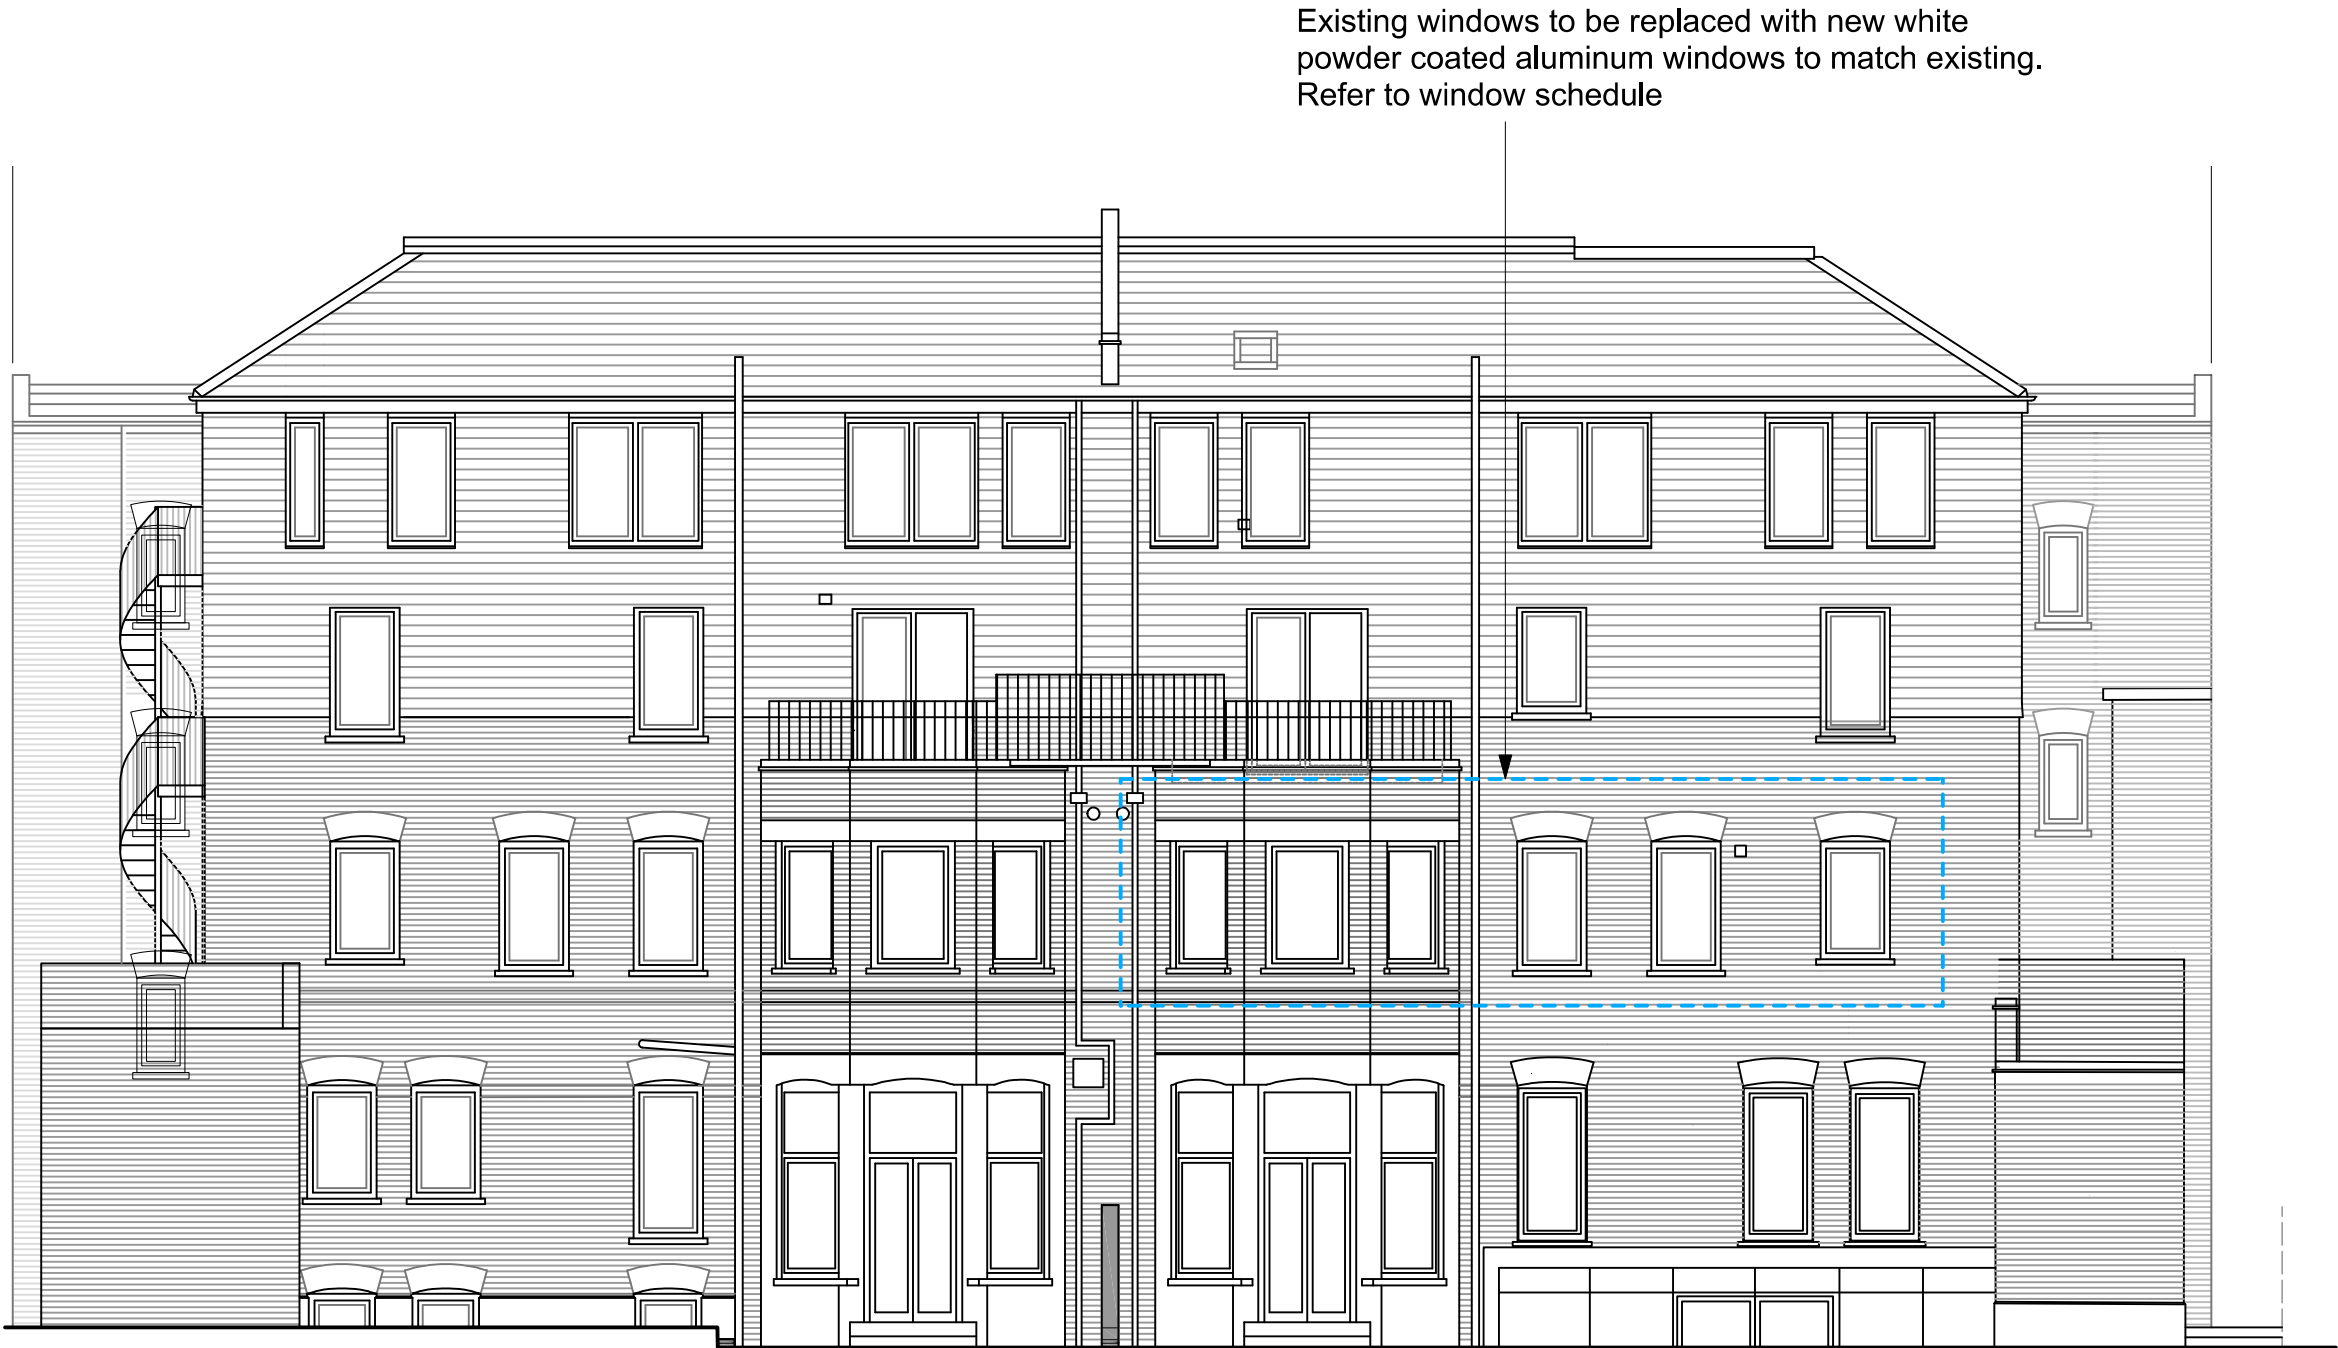 Existing windows to be replaced with new white
powder coated aluminum windows to match existing.
Refer to window schedule